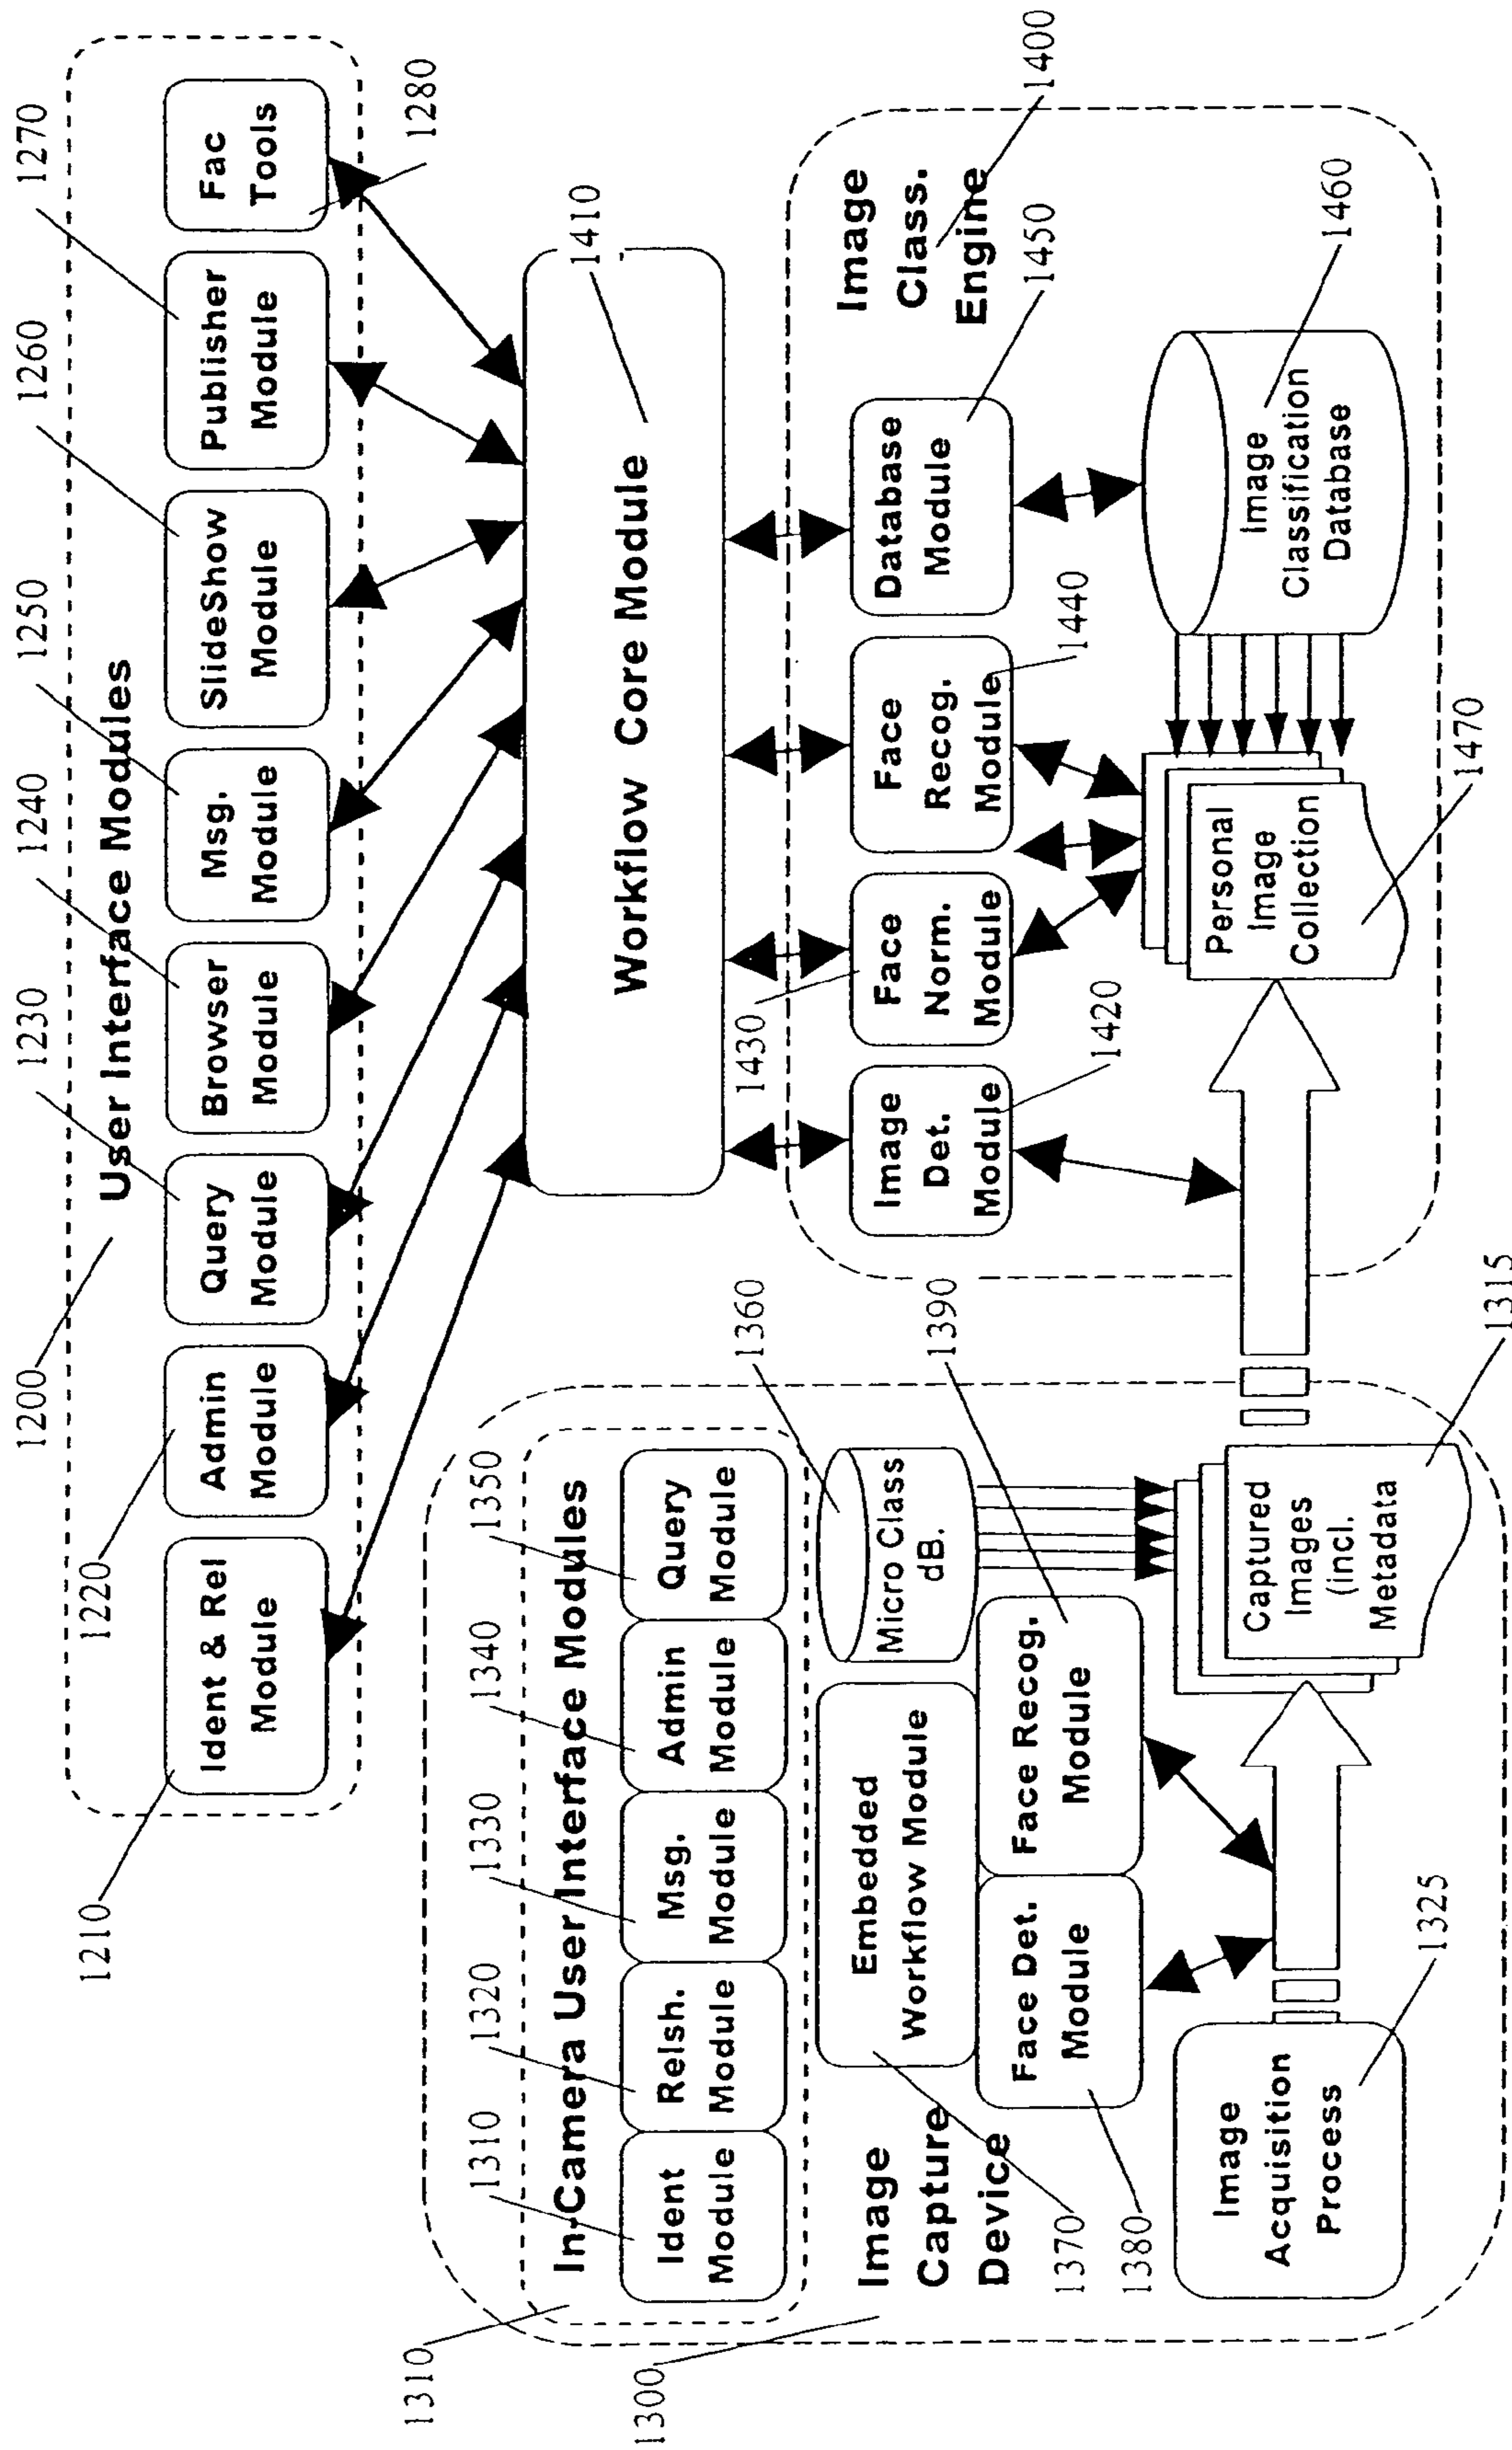 1200
1210
1220
1230
1240
1250
1260
1270
1280
User Interface Modules
Ident & Rel
Module
Admin
Module
Query
Module
Browser
Module
Msg.
Module
SlideShow
Module
Publisher
Module
Fac
Tools
Workflow Core Module
1410
1310
1300
In-Camera User Interface Modules
1310
1320
1330
1340
1350
Ident
Module
Relsh.
Module
Msg.
Module
Admin
Module
Query
Module
Image
Capture
Device
1370
1380
Embedded
Workflow Module
Micro Class
dB.
1360
1390
Face Det.
Module
Face Recog.
Module
Image
Acquisition
Process
1325
Captured
Images
(incl.
Metadata
1315
Image
Class.
Engine
1400
1430
Image
Det.
Module
1420
Face
Norm.
Module
Face
Recog.
Module
1440
Database
Module
1450
Personal
Image
Collection
1470
Image
Classification
Database
1460